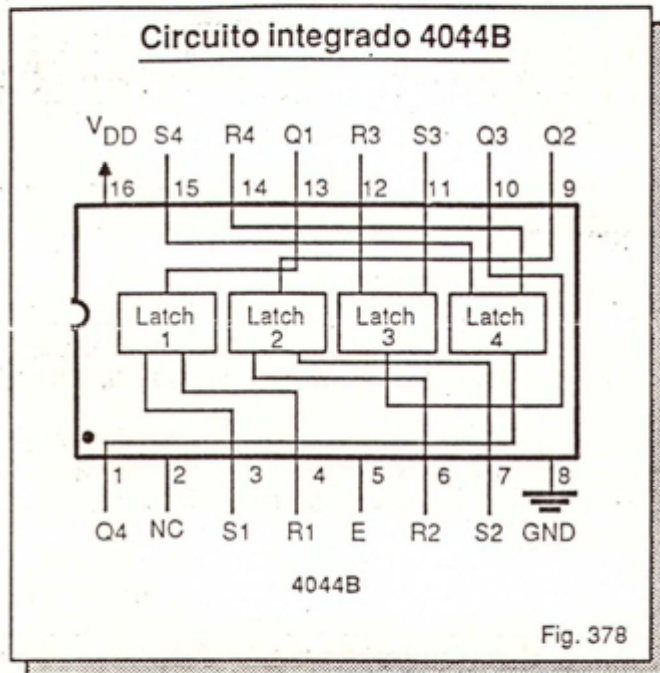 Circuito integrado 4044B
VDD S4 R4 Q1 R3 S3 Q3 Q2
16 15 14 13 12 11 10 9
Latch 1
Latch 2
Latch 3
Latch 4
1 2 3 4 5 6 7 8
Q4 NC S1 R1 E R2 S2 GND
4044B
Fig. 378